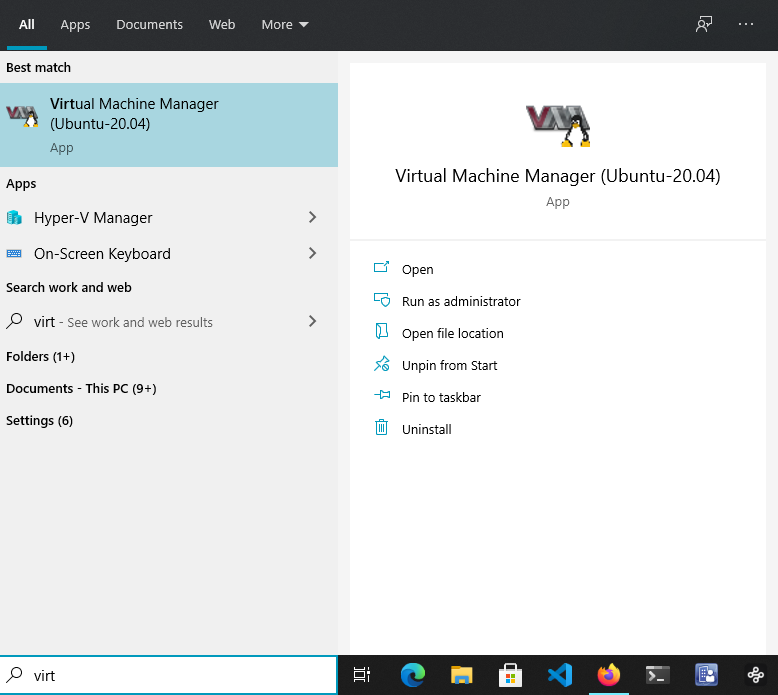 All Apps Documents Web More
Best match
Virtual Machine Manager
(Ubuntu-20.04)
App
Apps
Hyper-V Manager
On-Screen Keyboard
Search work and web
virt - See work and web results
Folders (1+)
Documents - This PC (9+)
Settings (6)
Virtual Machine Manager (Ubuntu-20.04)
App
Open
Run as administrator
Open file location
Unpin from Start
Pin to taskbar
Uninstall
virt